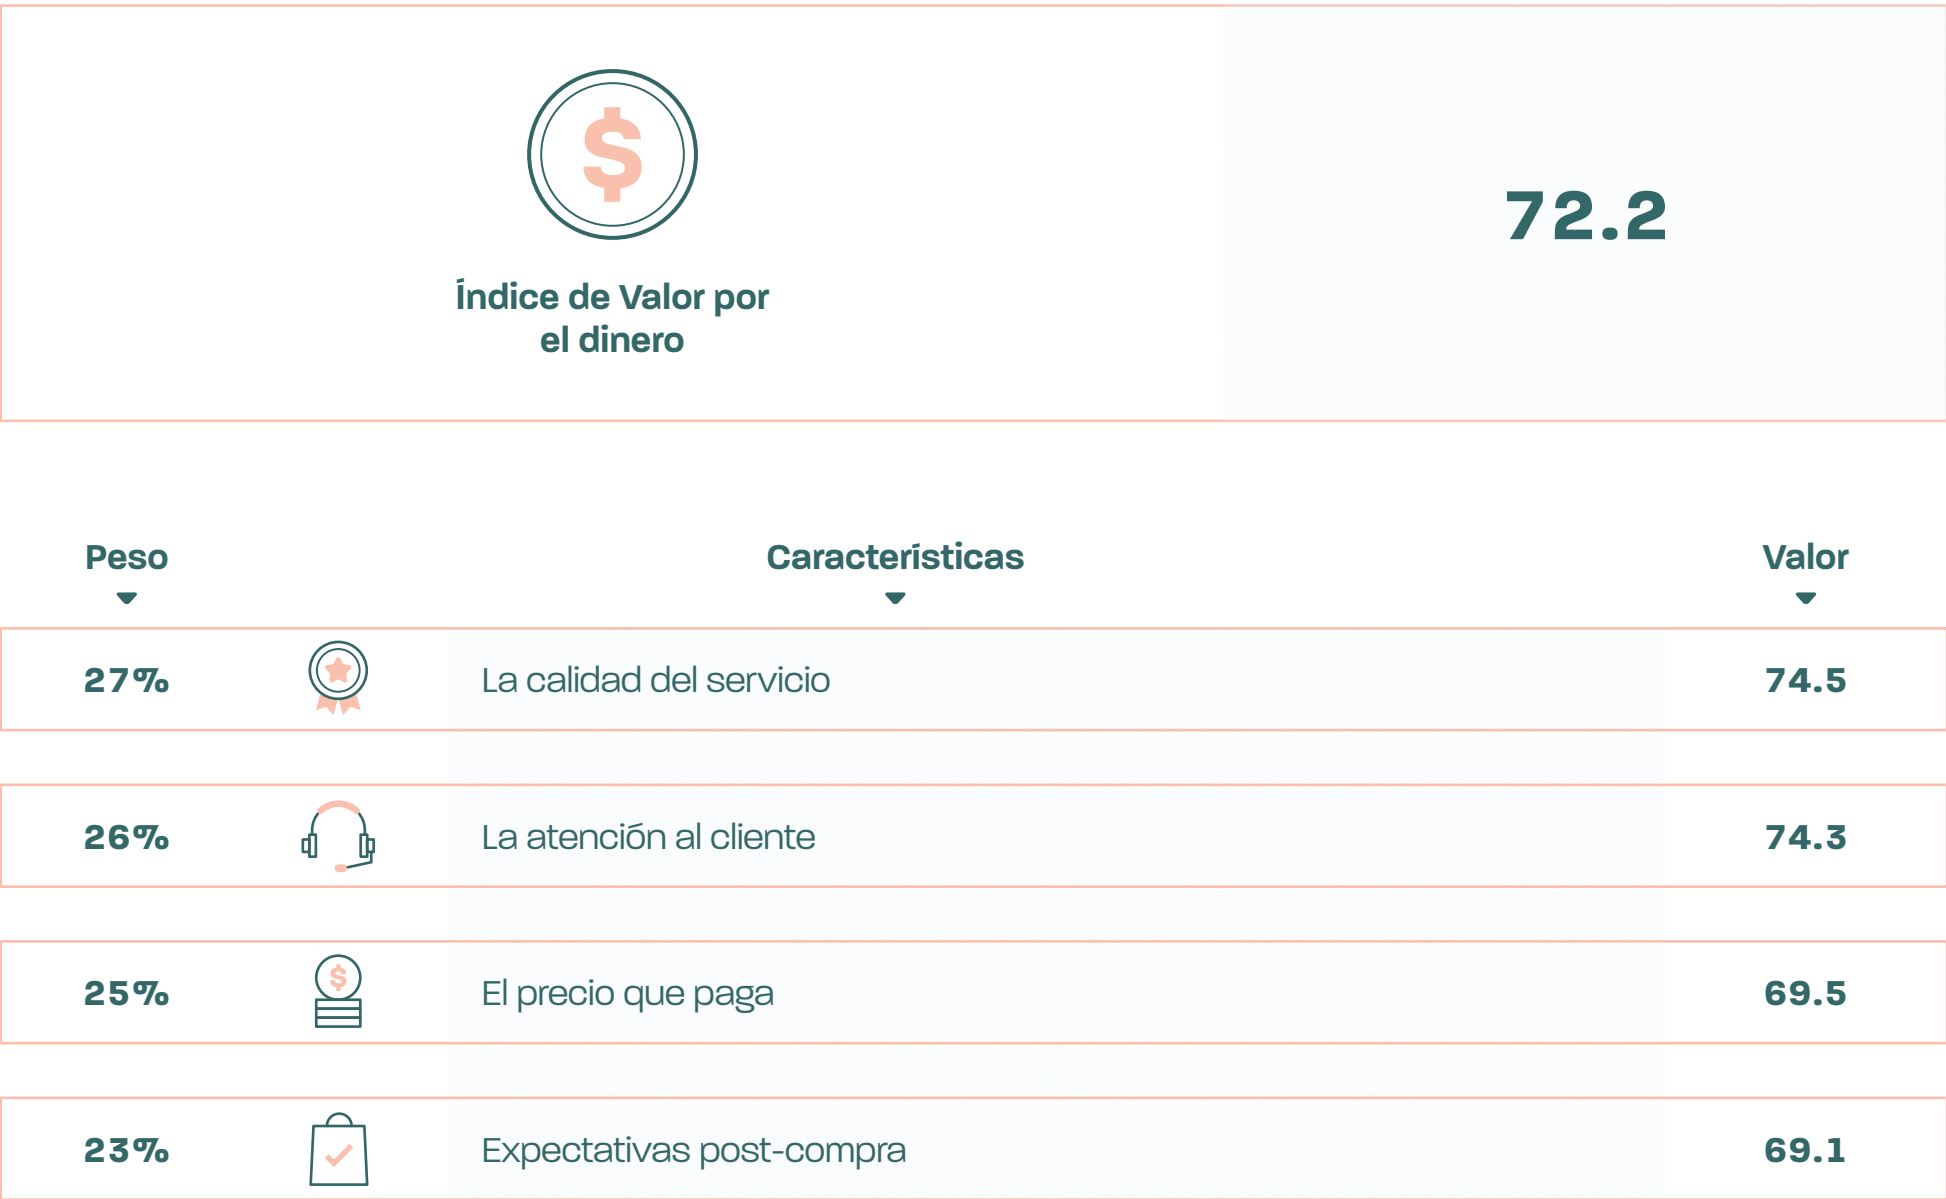 $
Índice de Valor por
el dinero
72.2
Peso Características Valor
27% La calidad del servicio 74.5
26% La atención al cliente 74.3
$
25% El precio que paga 69.5
23% Expectativas post-compra 69.1